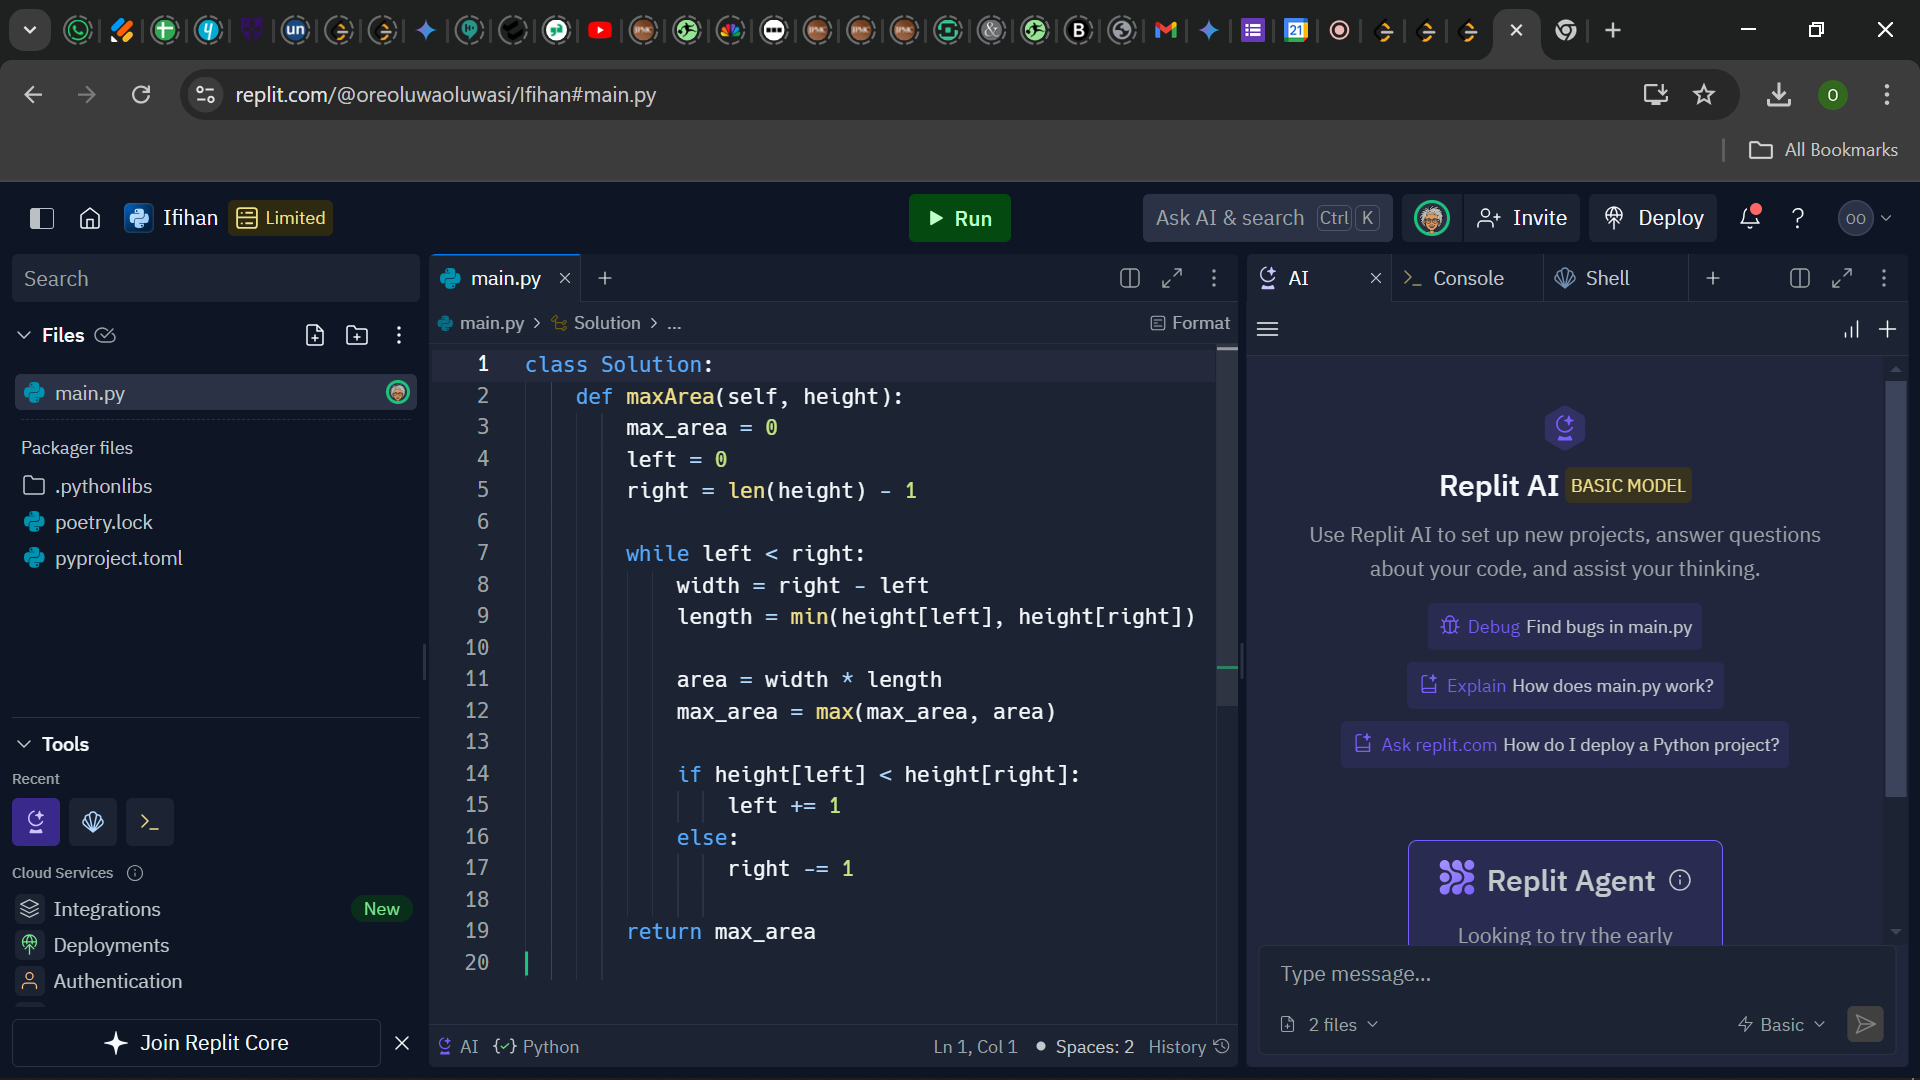 replit.com/@oreoluwaoluwasi/Ifihan#main.py
O
All Bookmarks
Ifihan
Limited
Run
Ask AI & search Ctrl K
Invite
Deploy
?
OO
Search
Files
main.py
Packager files
.pythonlibs
poetry.lock
pyproject.toml
Tools
Recent
Cloud Services
Integrations New
Deployments
Authentication
Join Replit Core
main.py
main.py > Solution > ...
Format
1 class Solution:
2 def maxArea(self, height):
3 max_area = 0
4 left = 0
5 right = len(height) - 1
6
7 while left < right:
8 width = right - left
9 length = min(height[left], height[right])
10
11 area = width * length
12 max_area = max(max_area, area)
13
14 if height[left] < height[right]:
15 left += 1
16 else:
17 right -= 1
18
19 return max_area
20
AI Python Ln 1, Col 1 Spaces: 2 History
AI Console Shell
Replit AI BASIC MODEL
Use Replit AI to set up new projects, answer questions
about your code, and assist your thinking.
Debug Find bugs in main.py
Explain How does main.py work?
Ask replit.com How do I deploy a Python project?
Replit Agent
Looking to try the early
Type message...
2 files Basic